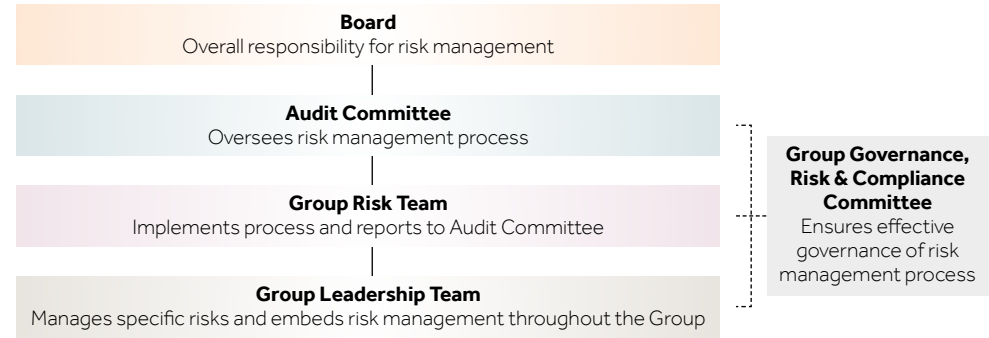 Board
Overall responsibility for risk management
Audit Committee
Oversees risk management process
Group Risk Team
Implements process and reports to Audit Committee
Group Leadership Team
Manages specific risks and embeds risk management throughout the Group
Group Governance,
Risk & Compliance
Committee
Ensures effective
governance of risk
management process